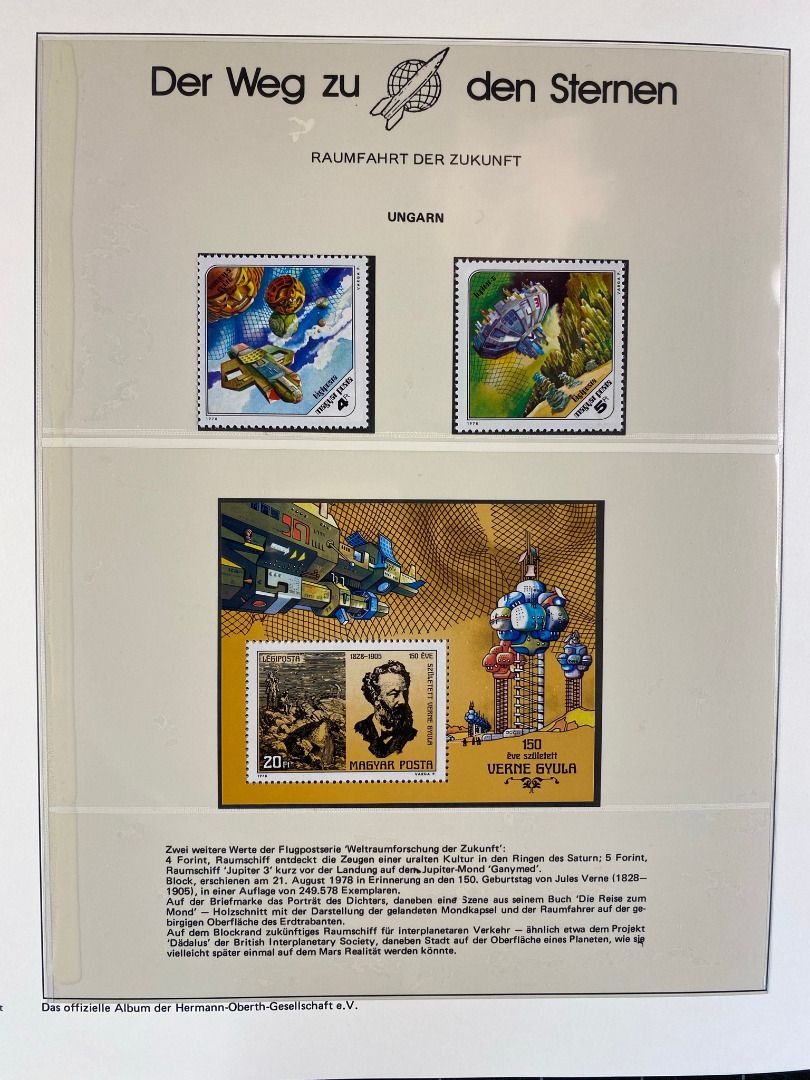 Der Weg zu den Sternen
RAUMFAHRT DER ZUKUNFT
UNGARN
VARGA P.
légiposta
magyar posta
4Ft
1978
VARGA P.
légiposta
magyar posta
5Ft
1978
LÉGIPOSTA
1828-1905
150 ÉVE
SZÜLETETT VERNE GYULA
20Ft
MAGYAR POSTA
1978
VARGA P.
150
éve született
VERNE GYULA
Zwei weitere Werte der Flugpostserie 'Weltraumforschung der Zukunft':
4 Forint, Raumschiff entdeckt die Zeugen einer uralten Kultur in den Ringen des Saturn; 5 Forint,
Raumschiff 'Jupiter 3' kurz vor der Landung auf dem Jupiter-Mond 'Ganymed'.
Block, erschienen am 21. August 1978 in Erinnerung an den 150. Geburtstag von Jules Verne (1828—
1905), in einer Auflage von 249.578 Exemplaren.
Auf der Briefmarke das Porträt des Dichters, daneben eine Szene aus seinem Buch 'Die Reise zum
Mond' — Holzschnitt mit der Darstellung der gelandeten Mondkapsel und der Raumfahrer auf der ge-
birgigen Oberfläche des Erdtrabanten.
Auf dem Blockrand zukünftiges Raumschiff für interplanetaren Verkehr — ähnlich etwa dem Projekt
'Dädalus' der British Interplanetary Society, daneben Stadt auf der Oberfläche eines Planeten, wie sie
vielleicht später einmal auf dem Mars Realität werden könnte.
t
Das offizielle Album der Hermann-Oberth-Gesellschaft e.V.